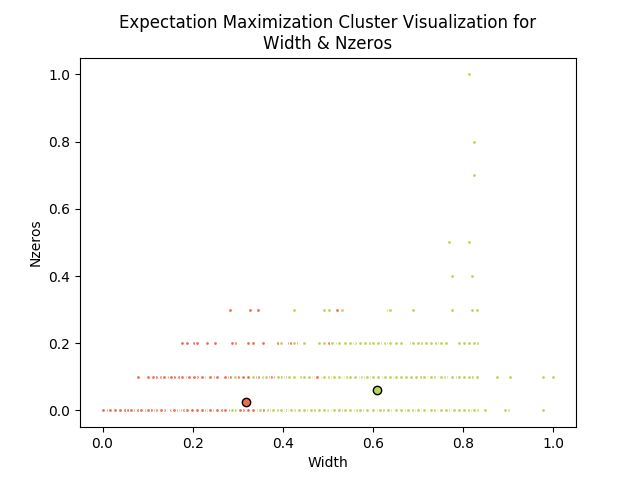 Expectation Maximization Cluster Visualization for
Width & Nzeros
1.0
0.8
0.6
0.4
0.2
0.0
Nzeros
0.0 0.2 0.4 0.6 0.8 1.0
Width